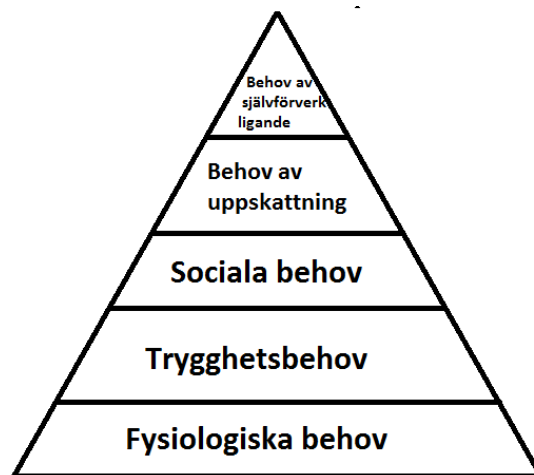 Behov av
självförverk
ligande
Behov av
uppskattning
Sociala behov
Trygghetsbehov
Fysiologiska behov